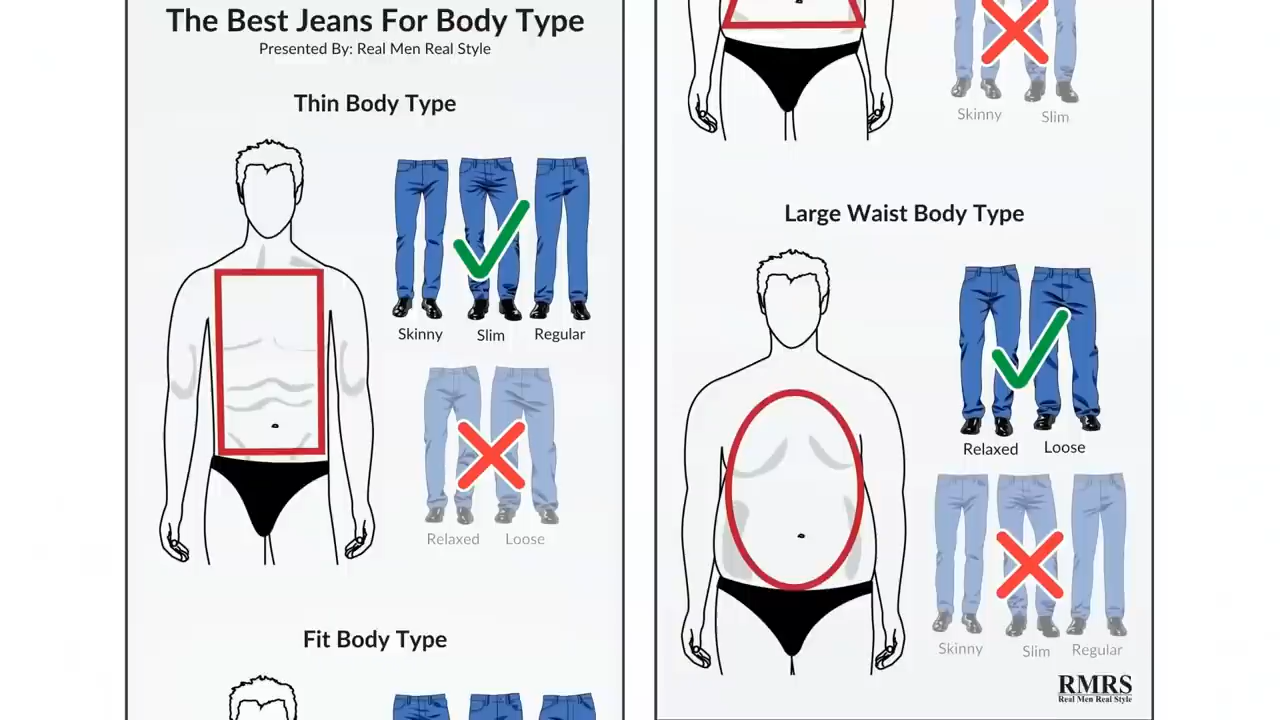 The Best Jeans For Body Type
Presented By: Real Men Real Style
Thin Body Type
Skinny Slim Regular
Relaxed Loose
Fit Body Type
Skinny Slim
Large Waist Body Type
Relaxed Loose
Skinny Slim Regular
RMRS
Real Men Real Style